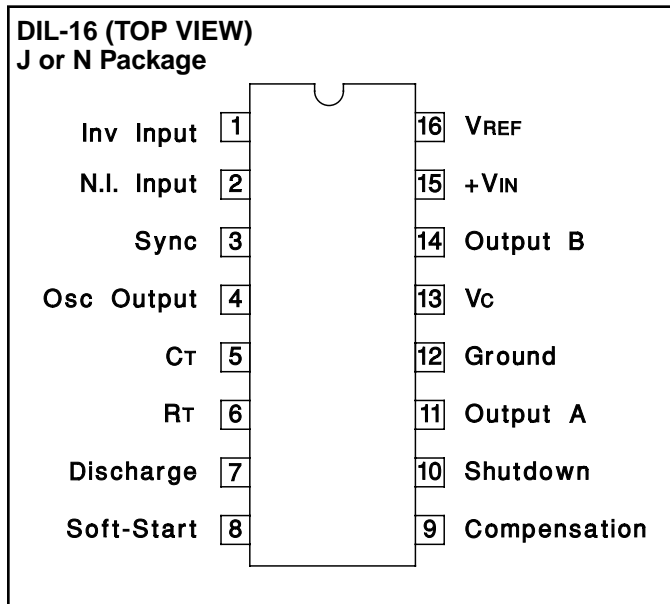 DIL-16 (TOP VIEW)
J or N Package
Inv Input 1 16 VREF
N.I. Input 2 15 +VIN
Sync 3 14 Output B
Osc Output 4 13 VC
CT 5 12 Ground
RT 6 11 Output A
Discharge 7 10 Shutdown
Soft-Start 8 9 Compensation